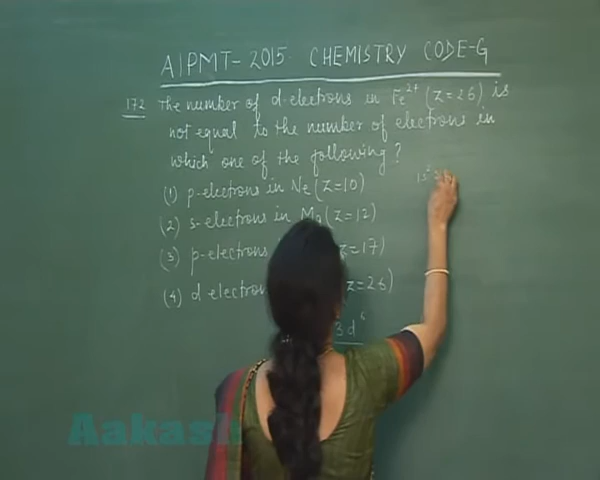 AIPMT-2015 CHEMISTRY CODE-G
172 The number of d-electrons in Fe²⁺ (Z=26) is
not equal to the number of electrons in
which one of the following?
(1) p-electrons in Ne (Z=10)
(2) s-electrons in Mg (Z=12)
(3) p-electrons =17)
(4) d electron Z=26)
3d⁶
1s²
Aakash